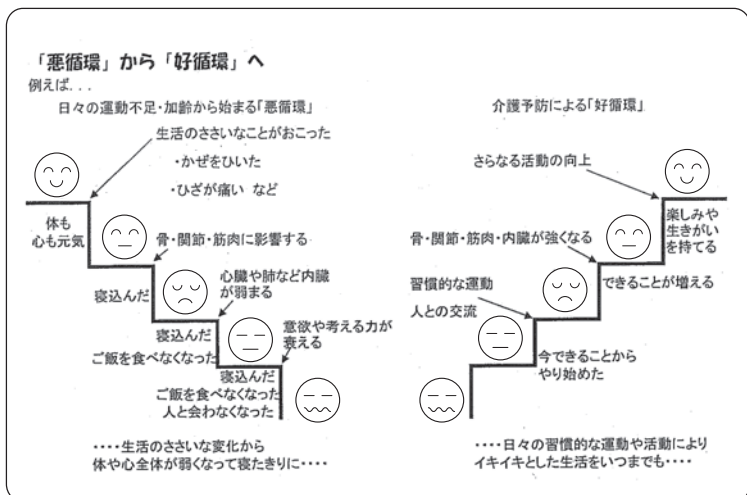 「悪循環」から「好循環」へ
例えば...
日々の運動不足・加齢から始まる「悪循環」
生活のささいなことがおこった
・かぜをひいた
・ひざが痛い など
体も
心も元気
骨・関節・筋肉に影響する
寝込んだ
心臓や肺など内臓
が弱まる
寝込んだ
ご飯を食べなくなった
意欲や考える力が
衰える
寝込んだ
ご飯を食べなくなった
人と会わなくなった
・・・・生活のささいな変化から
体や心全体が弱くなって寝たきりに・・・・
介護予防による「好循環」
さらなる活動の向上
楽しみや
生きがい
を持てる
骨・関節・筋肉・内臓が強くなる
できることが増える
習慣的な運動
人との交流
今できることから
やり始めた
・・・・日々の習慣的な運動や活動により
イキイキとした生活をいつまでも・・・・